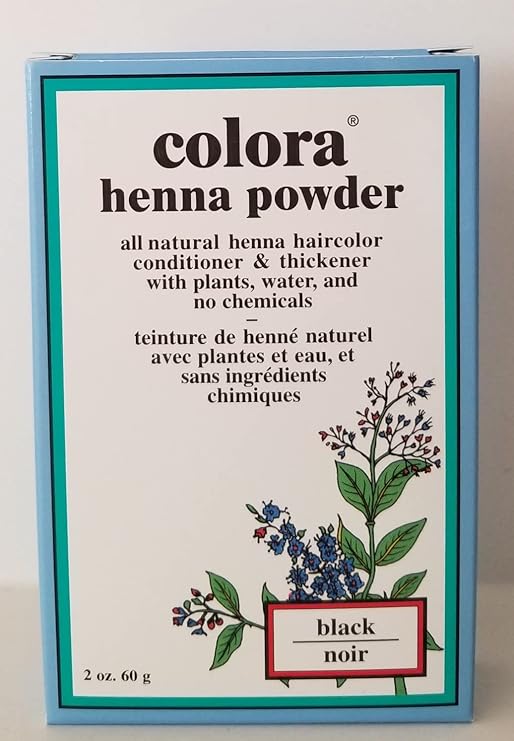 colora®
henna powder
all natural henna haircolor
conditioner & thickener
with plants, water, and
no chemicals
–
teinture de henné naturel
avec plantes et eau, et
sans ingrédients
chimiques
black
noir
2 oz. 60 g